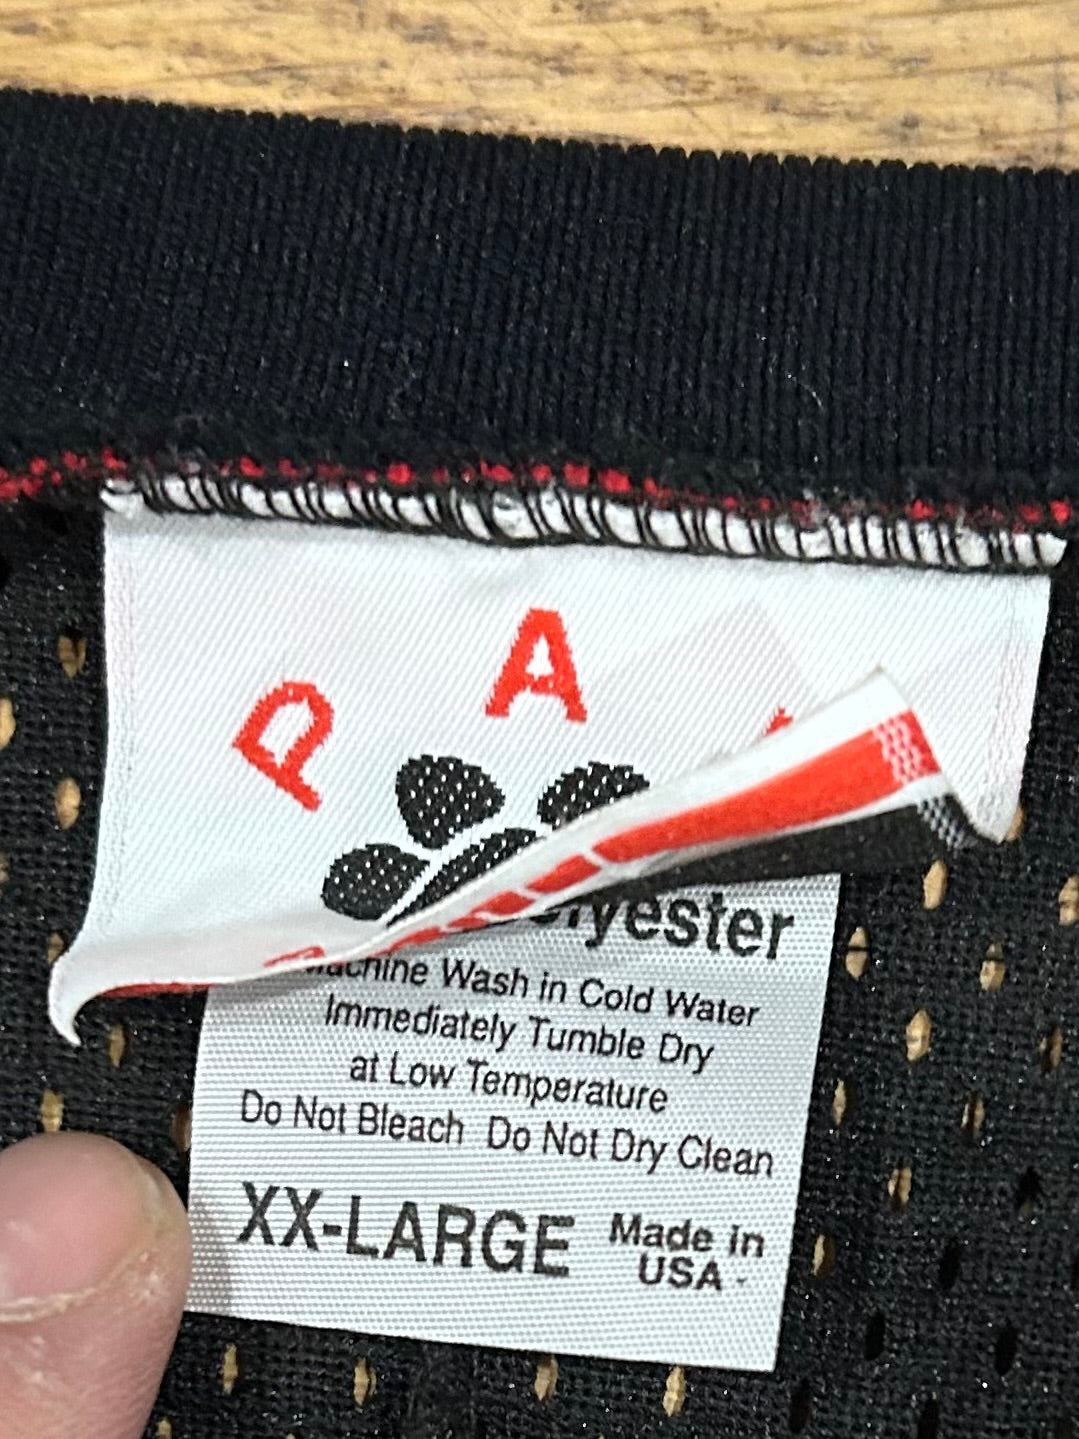 P A
Machine Wash in Cold Water
Immediately Tumble Dry
at Low Temperature
Do Not Bleach Do Not Dry Clean
XX-LARGE Made in
USA